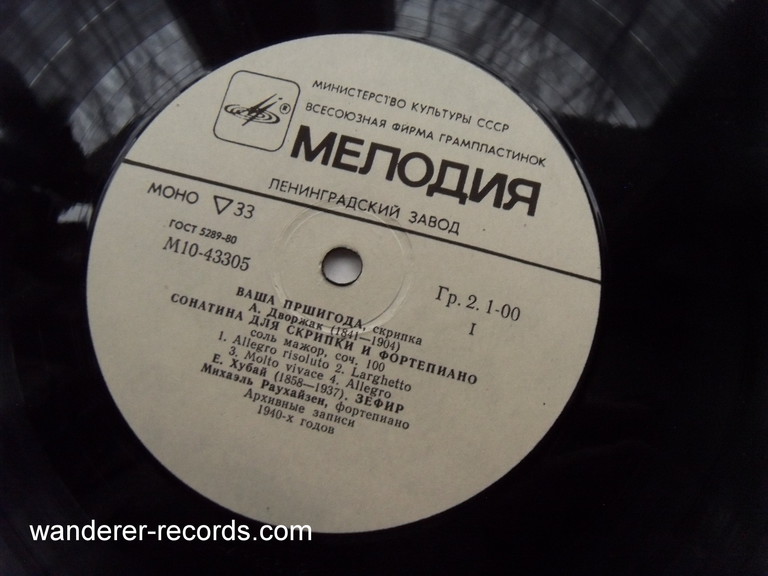 МИНИСТЕРСТВО КУЛЬТУРЫ СССР
ВСЕСОЮЗНАЯ ФИРМА ГРАМПЛАСТИНОК
МЕЛОДИЯ
ЛЕНИНГРАДСКИЙ ЗАВОД
МОНО ▽33
ГОСТ 5289-80
М10-43305
Гр. 2. 1-00
I
ВАША ПРШИГОДА, скрипка
А. Дворжак (1841—1904)
СОНАТИНА ДЛЯ СКРИПКИ И ФОРТЕПИАНО
соль мажор, соч. 100
1. Allegro risoluto 2. Larghetto
3. Molto vivace 4. Allegro
Е. Хубай (1858—1937). ЗЕФИР
Михаэль Раухайзен, фортепиано
Архивные записи
1940-х годов
wanderer-records.com